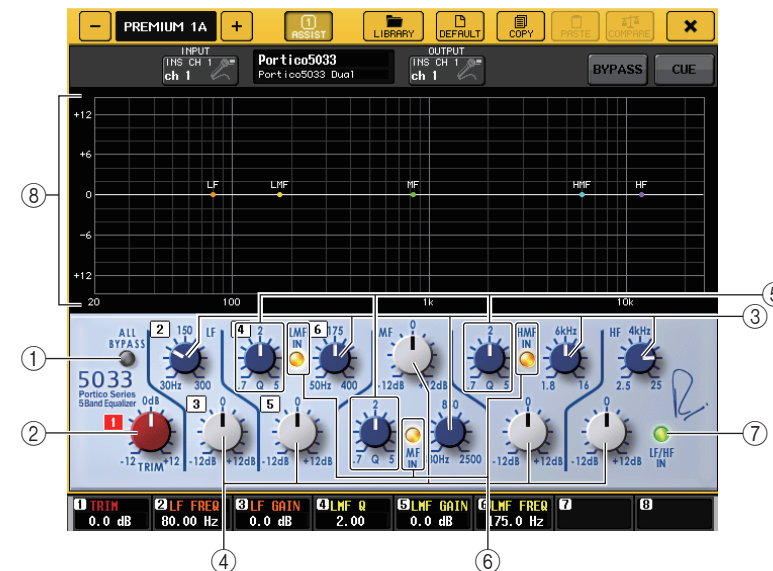 − PREMIUM 1A + 1 ASSIST LIBRARY DEFAULT COPY PASTE COMPARE ×
INPUT
INS CH 1
ch 1
Portico5033
Portico5033 Dual
OUTPUT
INS CH 1
ch 1
BYPASS CUE
+12
+6
0
-6
+12
LF LMF MF HMF HF
20 100 1k 10k
8
5
3
1
2
7
4
6
ALL
BYPASS
5033
Portico Series
5Band Equalizer
1
0dB
-12 TRIM +12
2 150 LF
30Hz 300
3 0
-12dB +12dB
4 2
.7 Q 5
LMF
IN
5 0
-12dB +12dB
6 175
50Hz 400
MF 0
-12dB
2dB
2
.7 Q 5
MF
IN
2500
2
.7 Q 5
HMF
IN
0
-12dB +12dB
6kHz
1.8 16
HF 4kHz
2.5 25
0
-12dB +12dB
LF/HF
IN
1 TRIM
0.0 dB
2 LF FREQ
80.00 Hz
3 LF GAIN
0.0 dB
4 LMF Q
2.00
5 LMF GAIN
0.0 dB
6 LMF FREQ
175.0 Hz
7
8